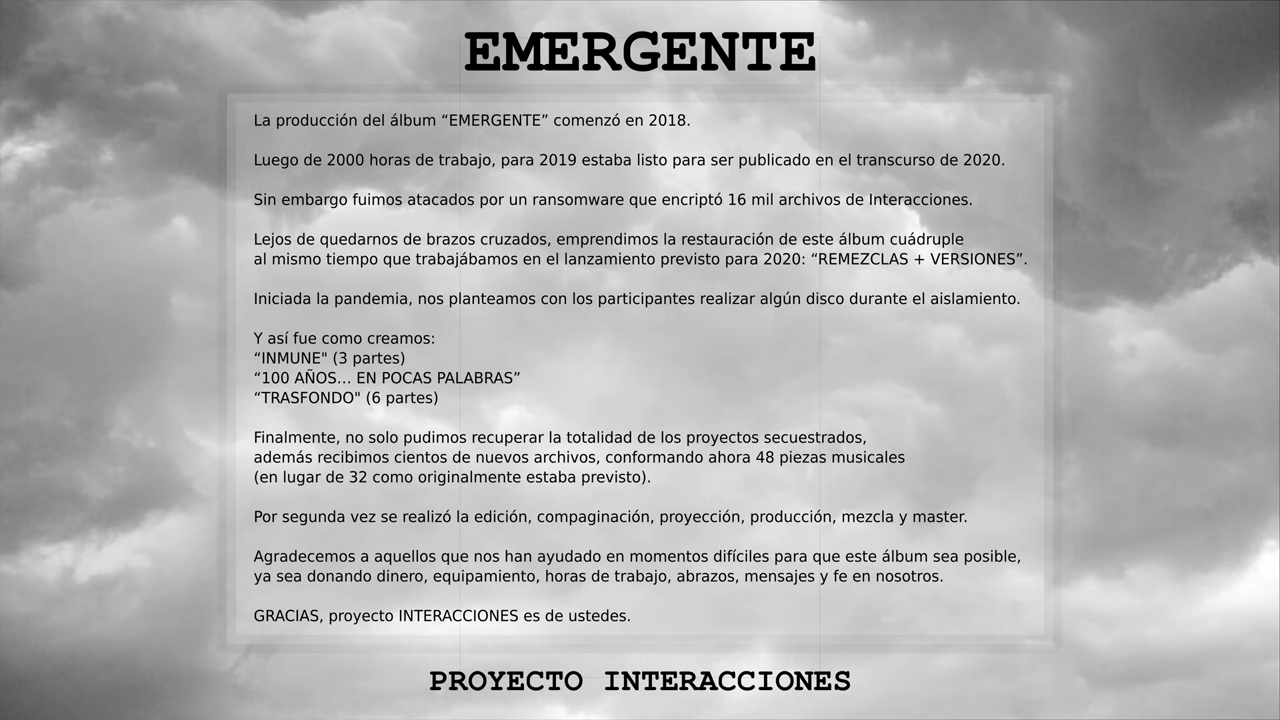 EMERGENTE
La producción del álbum “EMERGENTE” comenzó en 2018.
Luego de 2000 horas de trabajo, para 2019 estaba listo para ser publicado en el transcurso de 2020.
Sin embargo fuimos atacados por un ransomware que encriptó 16 mil archivos de Interacciones.
Lejos de quedarnos de brazos cruzados, emprendimos la restauración de este álbum cuádruple
al mismo tiempo que trabajábamos en el lanzamiento previsto para 2020: “REMEZCLAS + VERSIONES”.
Iniciada la pandemia, nos planteamos con los participantes realizar algún disco durante el aislamiento.
Y así fue como creamos:
“INMUNE" (3 partes)
“100 AÑOS... EN POCAS PALABRAS”
“TRASFONDO" (6 partes)
Finalmente, no solo pudimos recuperar la totalidad de los proyectos secuestrados,
además recibimos cientos de nuevos archivos, conformando ahora 48 piezas musicales
(en lugar de 32 como originalmente estaba previsto).
Por segunda vez se realizó la edición, compaginación, proyección, producción, mezcla y master.
Agradecemos a aquellos que nos han ayudado en momentos difíciles para que este álbum sea posible,
ya sea donando dinero, equipamiento, horas de trabajo, abrazos, mensajes y fe en nosotros.
GRACIAS, proyecto INTERACCIONES es de ustedes.
PROYECTO INTERACCIONES